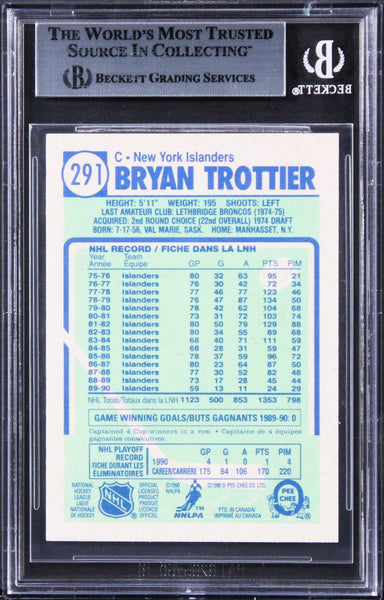 THE WORLD'S MOST TRUSTED
SOURCE IN COLLECTING™
BECKETT GRADING SERVICES
BECKETT
291
C • New York Islanders
BRYAN TROTTIER
HEIGHT: 5'11" WEIGHT: 195 SHOOTS: LEFT
LAST AMATEUR CLUB: LETHBRIDGE BRONCOS (1974-75)
ACQUIRED: 2ND ROUND CHOICE (22nd OVERALL) 1974 DRAFT
BORN: 7-17-56, VAL MARIE, SASK. HOME: MANHASSET, N.Y.
NHL RECORD / FICHE DANS LA LNH
Year Team GP G A PTS PIM
Année Équipe
75-76 Islanders 80 32 63 95 21
76-77 Islanders 76 30 42 72 34
77-78 Islanders 77 46 77 123 46
78-79 Islanders 76 47 87 134 50
79-80 Islanders 78 42 62 104 68
80-81 Islanders 73 31 72 103 74
81-82 Islanders 80 50 79 129 88
82-83 Islanders 80 34 55 89 68
83-84 Islanders 68 40 71 111 59
84-85 Islanders 68 28 31 59 47
85-86 Islanders 78 37 59 96 72
86-87 Islanders 80 23 64 87 50
87-88 Islanders 77 30 52 82 48
88-89 Islanders 73 17 28 45 44
89-90 Islanders 59 13 11 24 29
NHL Totals/Totaux dans la LNH 1123 500 853 1353 798
GAME WINNING GOALS/BUTS GAGNANTS 1989-90: 0
Captained 4 Cup-winners in a row. • Capitaine de 4 équipes
gagnantes consecutives.
NHL PLAYOFF RECORD GP G A PTS PIM
FICHE DURANT LES ÉLIMINATOIRES
1990 4 1 0 1 4
CAREER/CARRIÈRE 175 64 106 170 220
NATIONAL HOCKEY LEAGUE
LIGUE NATIONALE DE HOCKEY
NHL
OFFICIAL LICENSED PRODUCT
PRODUIT OFFICIEL LICENCIÉ
©1990 NHLPA
NHLPA
©1990 O-PEE-CHEE CO. LTD.
PTD. IN CANADA/
IMPRIMÉ AU CANADA
O PEE CHEE